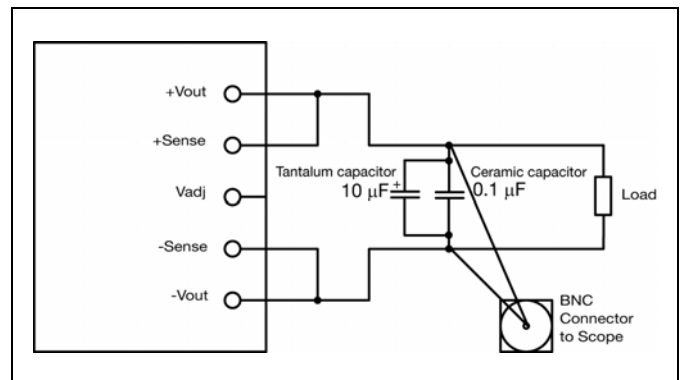 +Vout
+Sense
Vadj
-Sense
-Vout
Tantalum capacitor
10 µF
+
Ceramic capacitor
0.1 µF
Load
BNC
Connector
to Scope